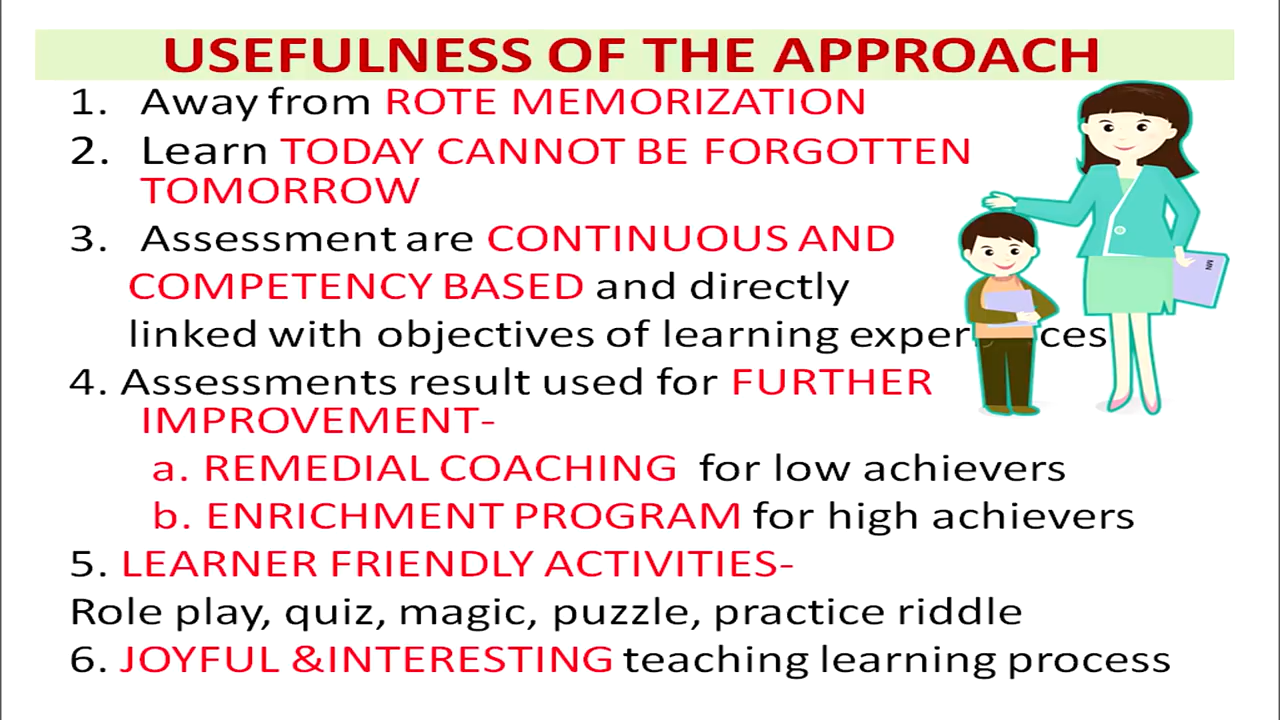 USEFULNESS OF THE APPROACH
1. Away from ROTE MEMORIZATION
2. Learn TODAY CANNOT BE FORGOTTEN
TOMORROW
3. Assessment are CONTINUOUS AND
COMPETENCY BASED and directly
linked with objectives of learning
4. Assessments result used for FURTHER
IMPROVEMENT-
a. REMEDIAL COACHING for low achievers
b. ENRICHMENT PROGRAM for high achievers
5. LEARNER FRIENDLY ACTIVITIES-
Role play, quiz, magic, puzzle, practice riddle
6. JOYFUL &INTERESTING teaching learning process